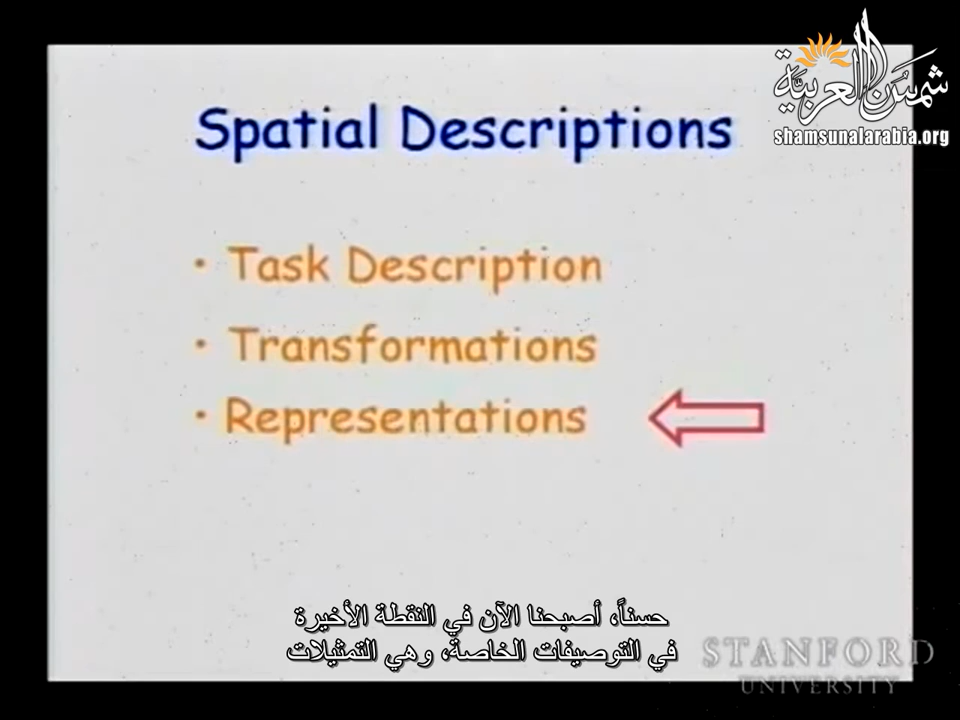 شمس العربية
shamsunalarabia.org
Spatial Descriptions
• Task Description
• Transformations
• Representations
حسناً، أصبحنا الآن في النقطة الأخيرة
في التوصيفات الخاصة، وهي التمثيلات
STANFORD
UNIVERSITY